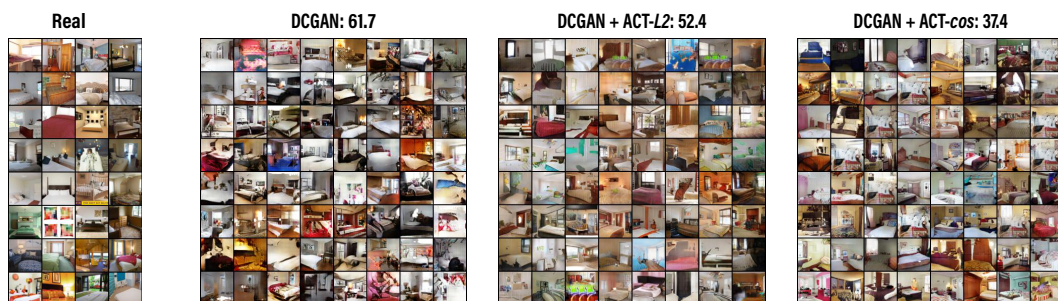 Real
DCGAN: 61.7
DCGAN + ACT-L2: 52.4
DCGAN + ACT-cos: 37.4